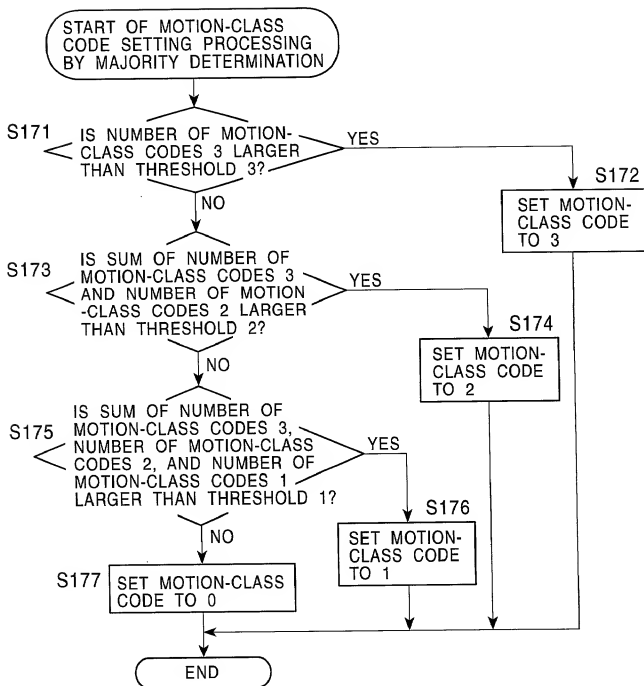 START OF MOTION-CLASS
CODE SETTING PROCESSING
BY MAJORITY DETERMINATION
S171
IS NUMBER OF MOTION-
CLASS CODES 3 LARGER
THAN THRESHOLD 3?
YES
NO
S172
SET MOTION-
CLASS CODE
TO 3
S173
IS SUM OF NUMBER OF
MOTION-CLASS CODES 3
AND NUMBER OF MOTION
-CLASS CODES 2 LARGER
THAN THRESHOLD 2?
YES
NO
S174
SET MOTION-
CLASS CODE
TO 2
S175
IS SUM OF NUMBER OF
MOTION-CLASS CODES 3,
NUMBER OF MOTION-CLASS
CODES 2, AND NUMBER OF
MOTION-CLASS CODES 1
LARGER THAN THRESHOLD 1?
YES
NO
S176
SET MOTION-
CLASS CODE
TO 1
S177
SET MOTION-CLASS
CODE TO 0
END